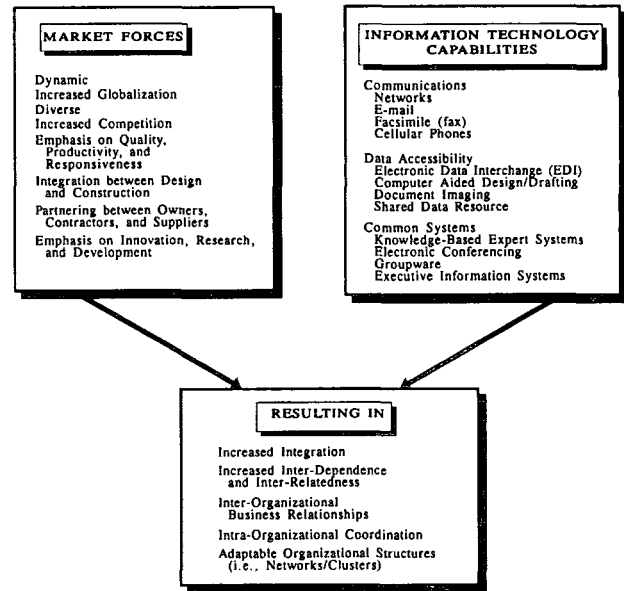 MARKET FORCES
Dynamic
Increased Globalization
Diverse
Increased Competition
Emphasis on Quality,
Productivity, and
Responsiveness
Integration between Design
and Construction
Partnering between Owners,
Contractors, and Suppliers
Emphasis on Innovation, Research,
and Development
INFORMATION TECHNOLOGY
CAPABILITIES
Communications
Networks
E-mail
Facsimile (fax)
Cellular Phones
Data Accessibility
Electronic Data Interchange (EDI)
Computer Aided Design/Drafting
Document Imaging
Shared Data Resource
Common Systems
Knowledge-Based Expert Systems
Electronic Conferencing
Groupware
Executive Information Systems
RESULTING IN
Increased Integration
Increased Inter-Dependence
and Inter-Relatedness
Inter-Organizational
Business Relationships
Intra-Organizational Coordination
Adaptable Organizational Structures
(i.e., Networks/Clusters)